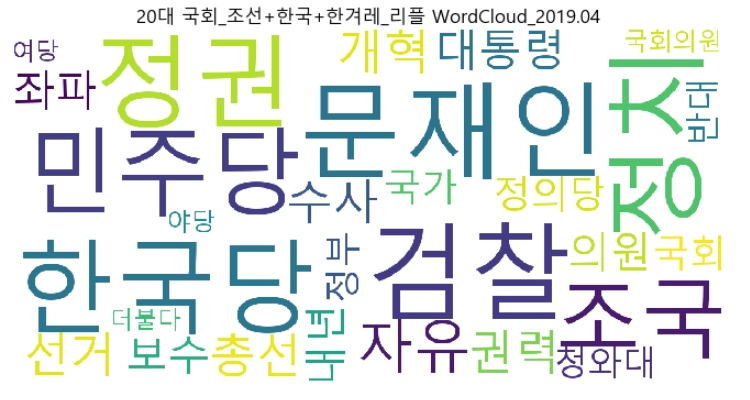 20대 국회_조선+한국+한겨레_리플 WordCloud_2019.04
여당
좌파
정권
개혁
대통령
국회의원
반대
정치
문재인
민주당
수사
국가
정의당
야당
한국당
정부
검찰
의원
국회
조국
더불다
선거
보수
총선
내년
자유
권력
청와대